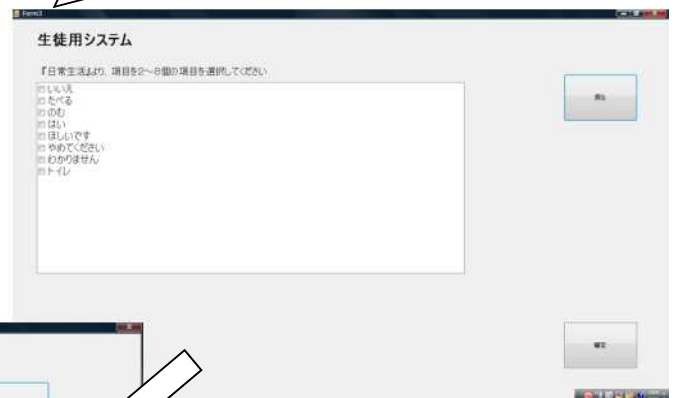 Form3
生徒用システム
『日常生活より、項目を2～8個の項目を選択してください
いいえ
たべる
のむ
はい
ほしいです
やめてください
わかりません
トイレ
戻る
確定